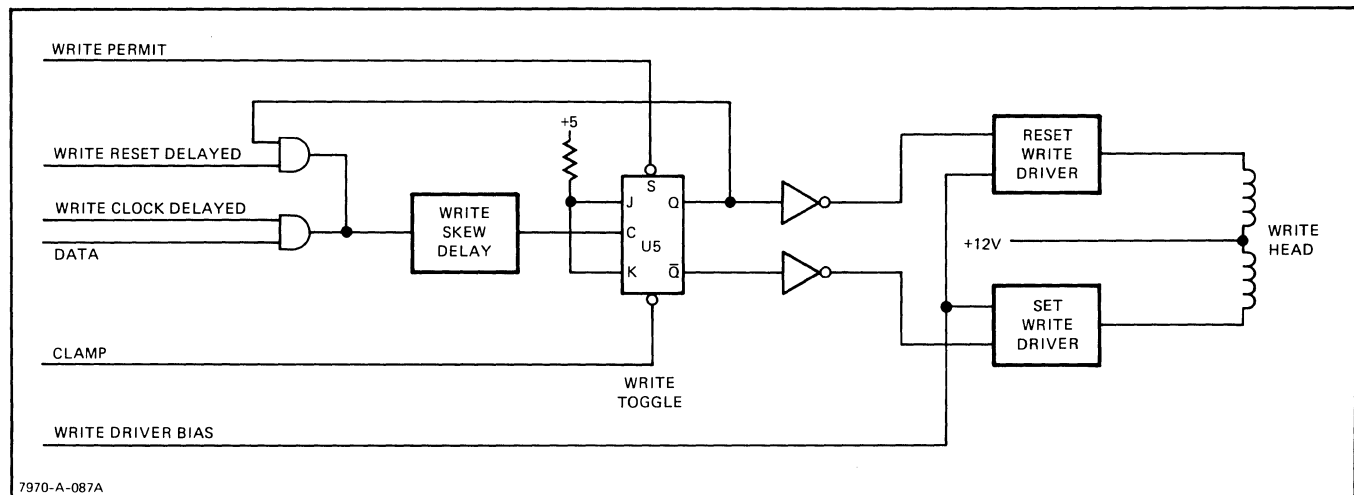 WRITE PERMIT
+5
WRITE RESET DELAYED
WRITE CLOCK DELAYED
DATA
WRITE
SKEW
DELAY
S
J
Q
C
U5
K
Q̅
RESET
WRITE
DRIVER
+12V
WRITE
HEAD
SET
WRITE
DRIVER
CLAMP
WRITE
TOGGLE
WRITE DRIVER BIAS
7970-A-087A